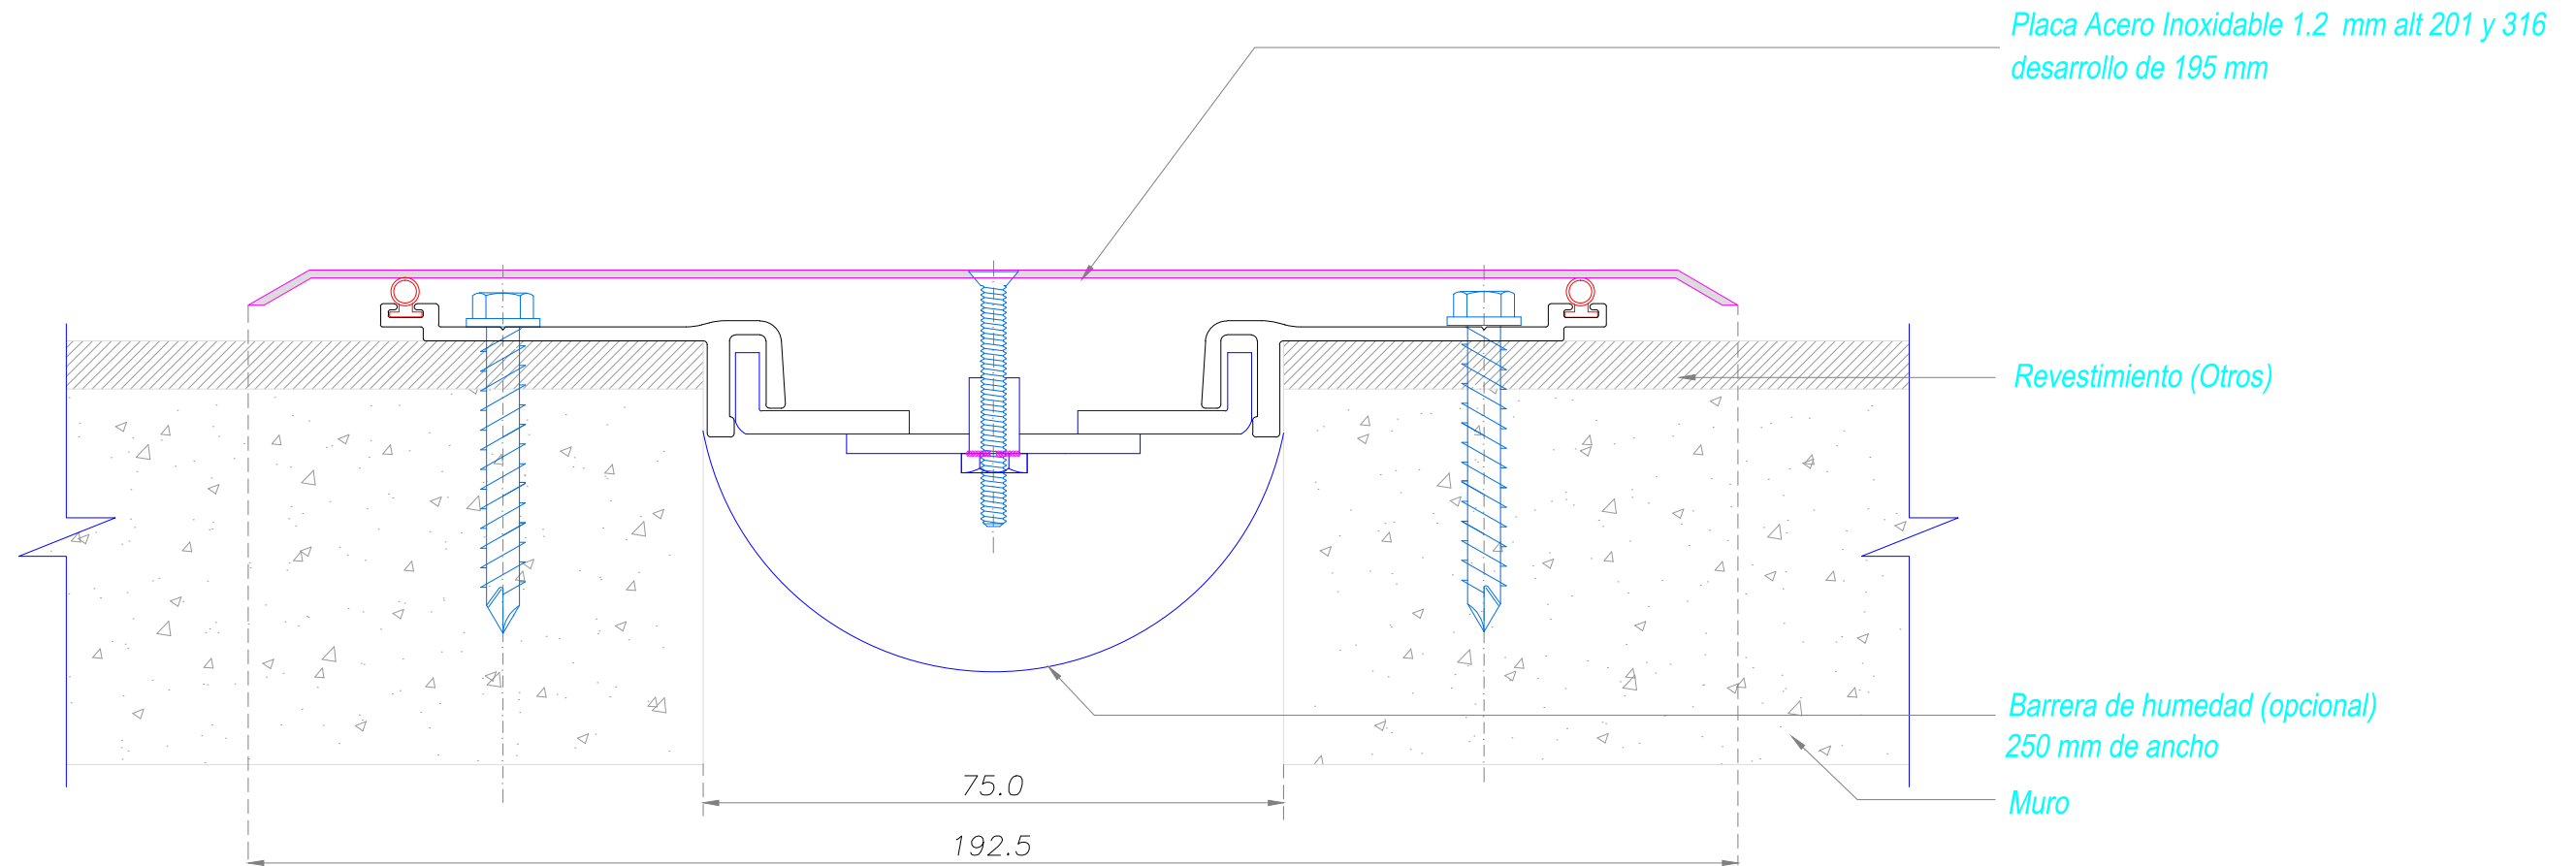 Placa Acero Inoxidable 1.2 mm alt 201 y 316
desarrollo de 195 mm
Revestimiento (Otros)
Barrera de humedad (opcional)
250 mm de ancho
Muro
75.0
192.5